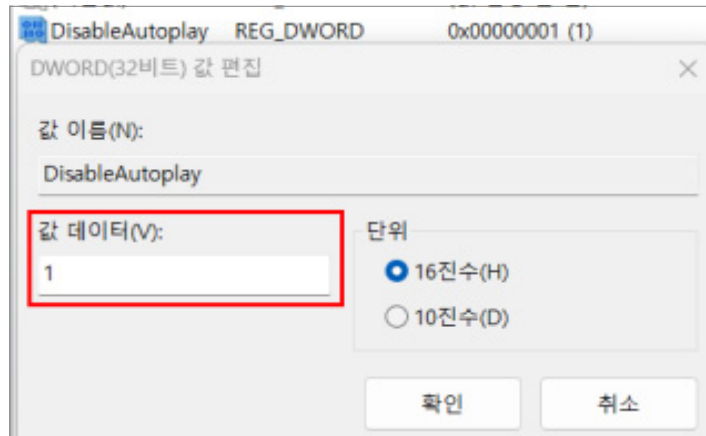 DisableAutoplay REG_DWORD 0x00000001 (1)
DWORD(32비트) 값 편집
값 이름(N):
DisableAutoplay
값 데이터(V):
1
단위
16진수(H)
10진수(D)
확인 취소